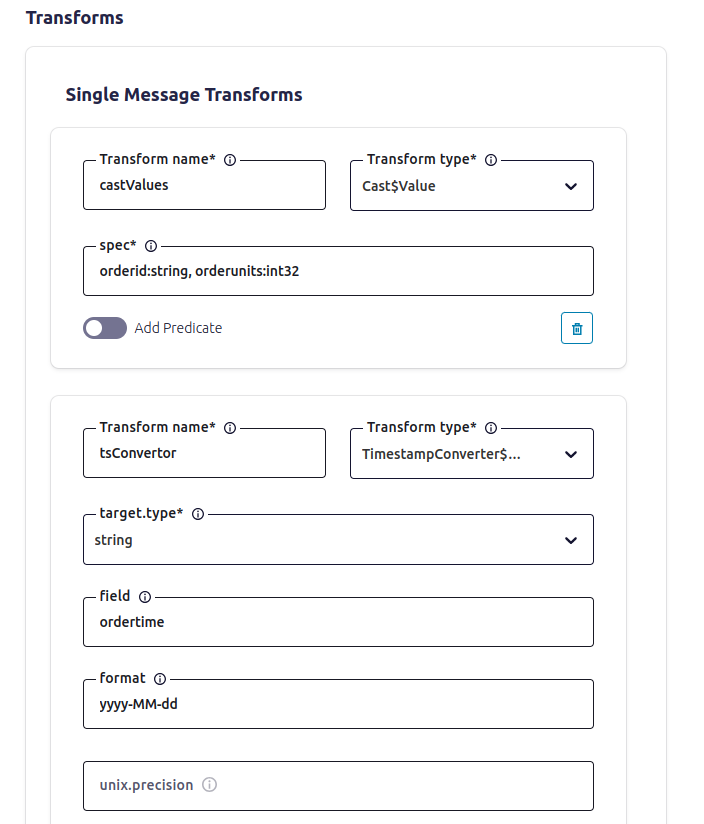 Transforms
Single Message Transforms
Transform name*
Transform type*
castValues
Cast$Value
spec*
orderid:string, orderunits:int32
Add Predicate
Transform name*
Transform type*
tsConvertor
TimestampConverter$...
target.type*
string
field
ordertime
format
yyyy-MM-dd
unix.precision